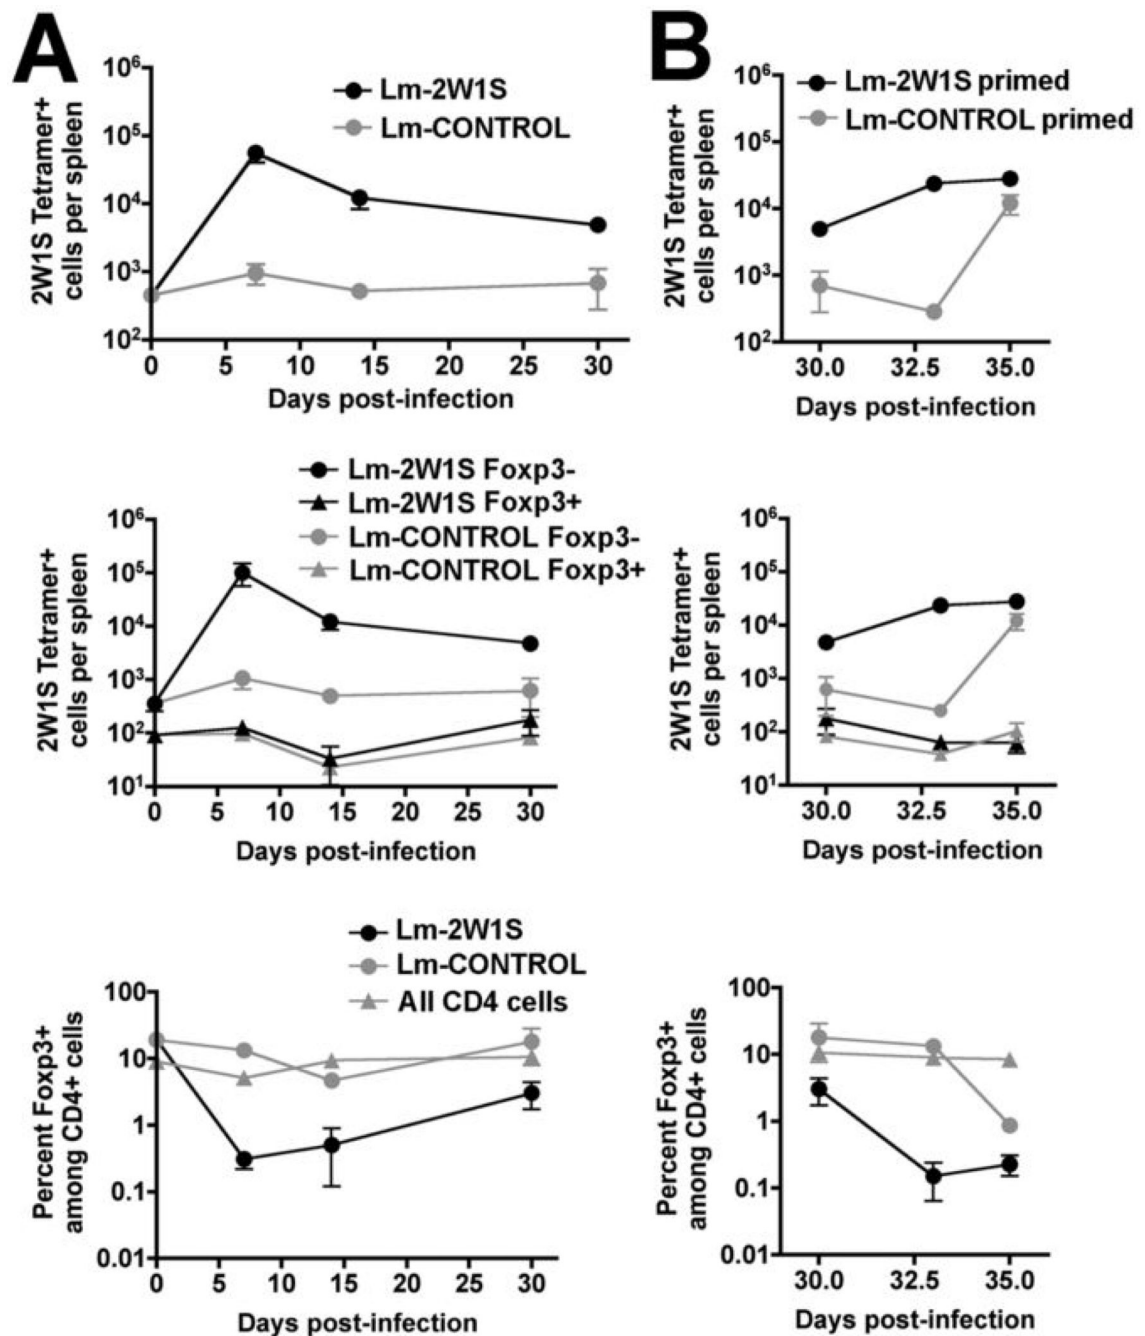 A
10⁶
10⁵
10⁴
10³
10²
2W1S Tetramer+
cells per spleen
Lm-2W1S
Lm-CONTROL
0 5 10 15 20 25 30
Days post-infection
B
10⁶
10⁵
10⁴
10³
10²
2W1S Tetramer+
cells per spleen
Lm-2W1S primed
Lm-CONTROL primed
30.0 32.5 35.0
Days post-infection
Lm-2W1S Foxp3-
Lm-2W1S Foxp3+
Lm-CONTROL Foxp3-
Lm-CONTROL Foxp3+
10⁶
10⁵
10⁴
10³
10²
10¹
2W1S Tetramer+
cells per spleen
0 5 10 15 20 25 30
Days post-infection
10⁶
10⁵
10⁴
10³
10²
10¹
2W1S Tetramer+
cells per spleen
30.0 32.5 35.0
Days post-infection
Lm-2W1S
Lm-CONTROL
All CD4 cells
100
10
1
0.1
0.01
Percent Foxp3+
among CD4+ cells
0 5 10 15 20 25 30
Days post-infection
100
10
1
0.1
0.01
Percent Foxp3+
among CD4+ cells
30.0 32.5 35.0
Days post-infection